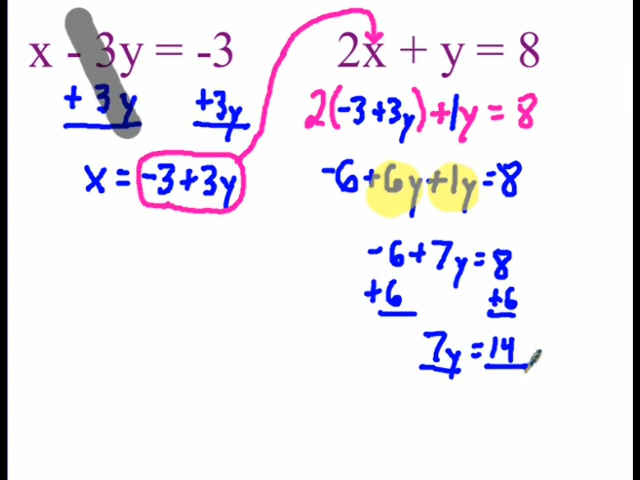 x - 3y = -3
+ 3y +3y
x = -3+3y
2x + y = 8
2(-3+3y)+1y = 8
-6+6y+1y=8
-6+7y=8
+6 +6
7y=14